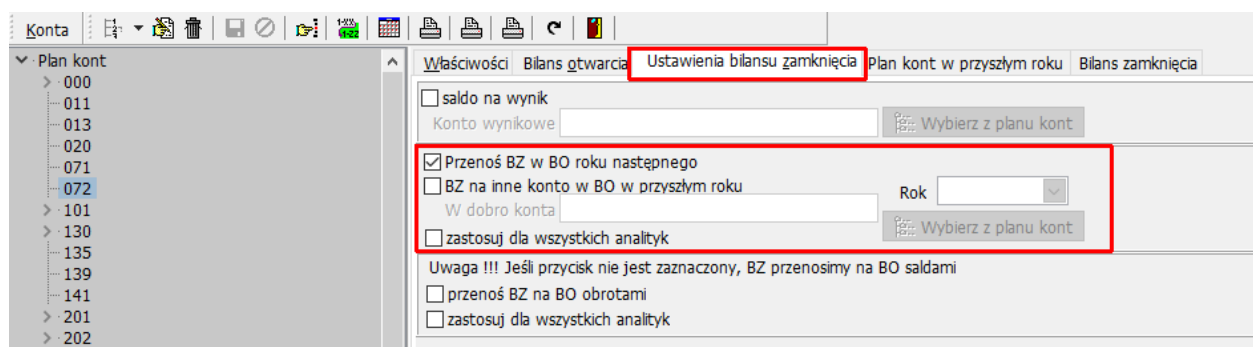 Konta
Plan kont
000
011
013
020
071
072
101
130
135
139
141
201
202
Właściwości Bilans otwarcia Ustawienia bilansu zamknięcia Plan kont w przyszłym roku Bilans zamknięcia
saldo na wynik
Konto wynikowe Wybierz z planu kont
Przenoś BZ w BO roku następnego
BZ na inne konto w BO w przyszłym roku Rok
W dobro konta Wybierz z planu kont
zastosuj dla wszystkich analityk
Uwaga !!! Jeśli przycisk nie jest zaznaczony, BZ przenosimy na BO saldami
przenoś BZ na BO obrotami
zastosuj dla wszystkich analityk